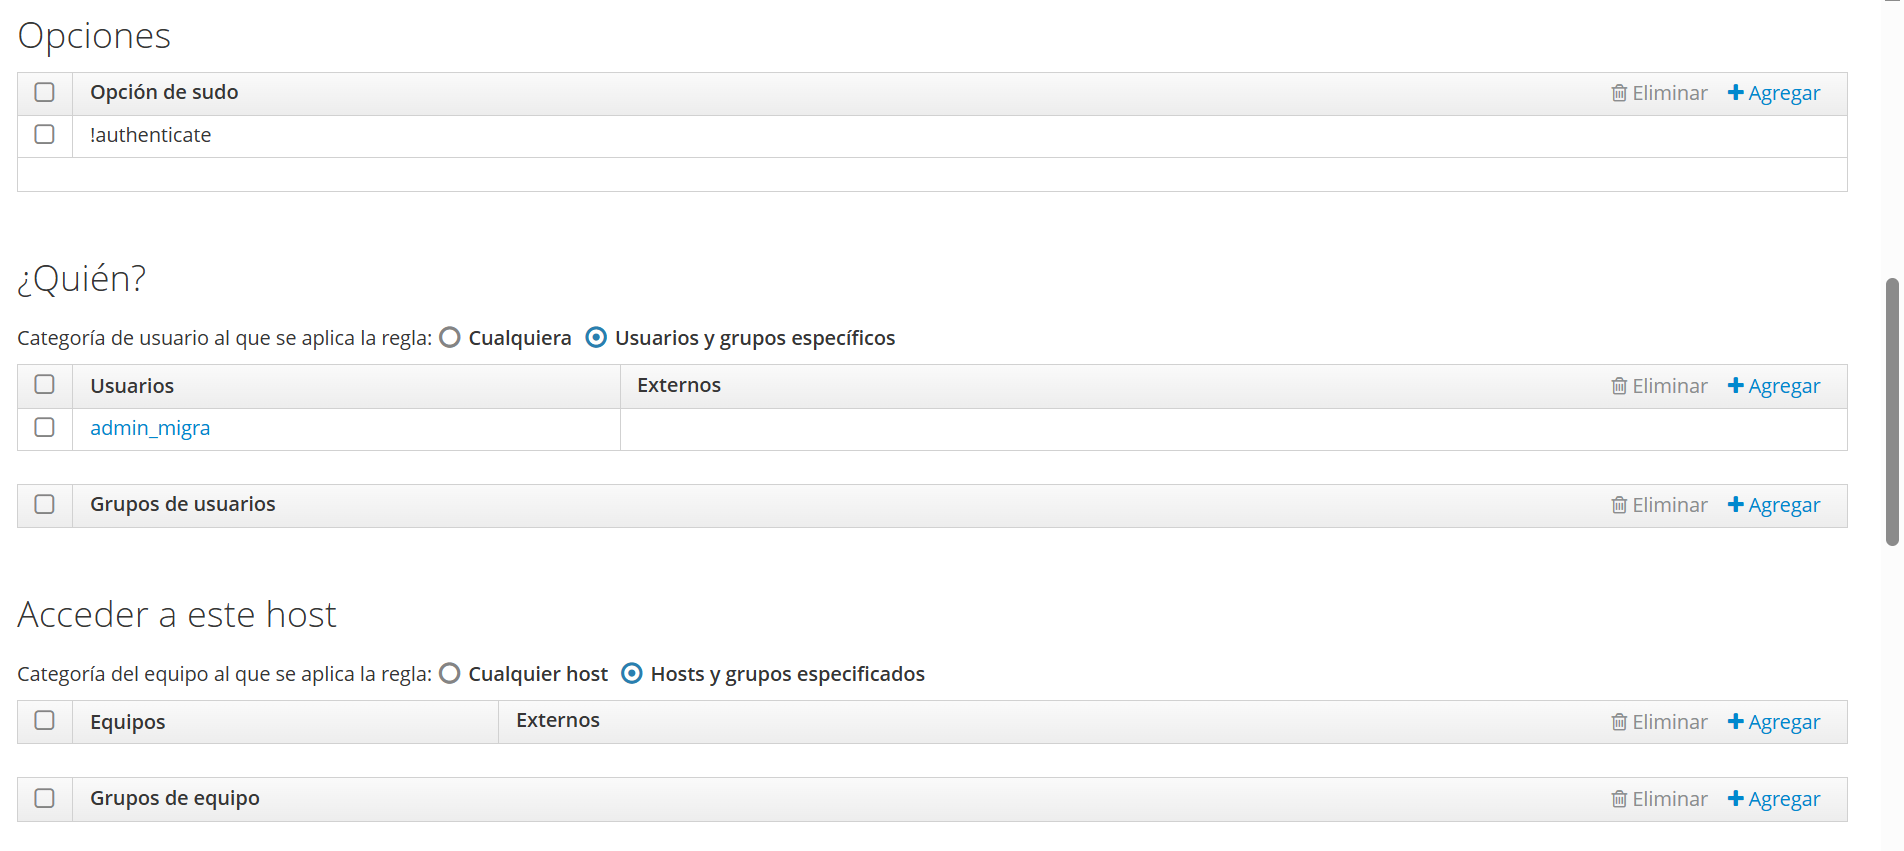 Opciones
Opción de sudo Eliminar Agregar
!authenticate
¿Quién?
Categoría de usuario al que se aplica la regla: Cualquiera Usuarios y grupos específicos
Usuarios Externos Eliminar Agregar
admin_migra
Grupos de usuarios Eliminar Agregar
Acceder a este host
Categoría del equipo al que se aplica la regla: Cualquier host Hosts y grupos especificados
Equipos Externos Eliminar Agregar
Grupos de equipo Eliminar Agregar